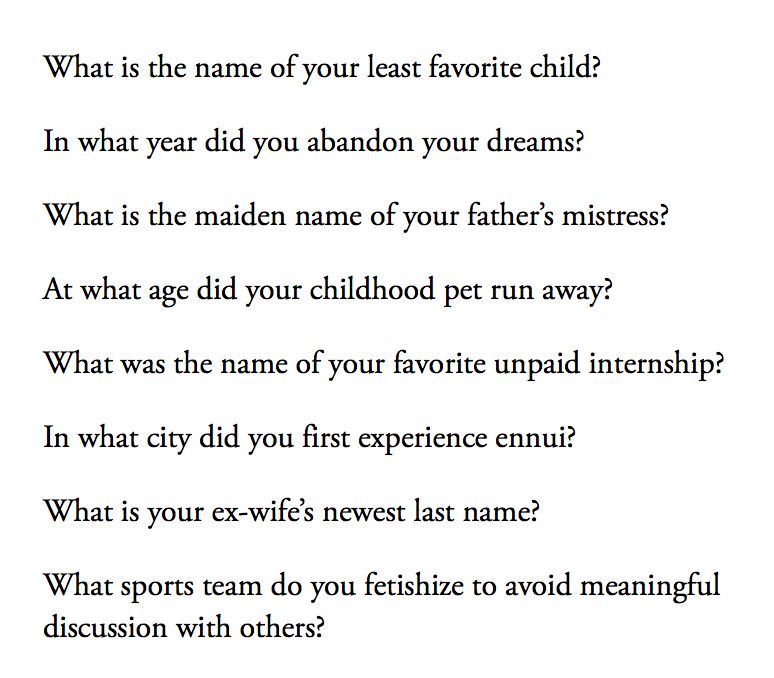 What is the name of your least favorite child?
In what year did you abandon your dreams?
What is the maiden name of your father’s mistress?
At what age did your childhood pet run away?
What was the name of your favorite unpaid internship?
In what city did you first experience ennui?
What is your ex-wife’s newest last name?
What sports team do you fetishize to avoid meaningful
discussion with others?